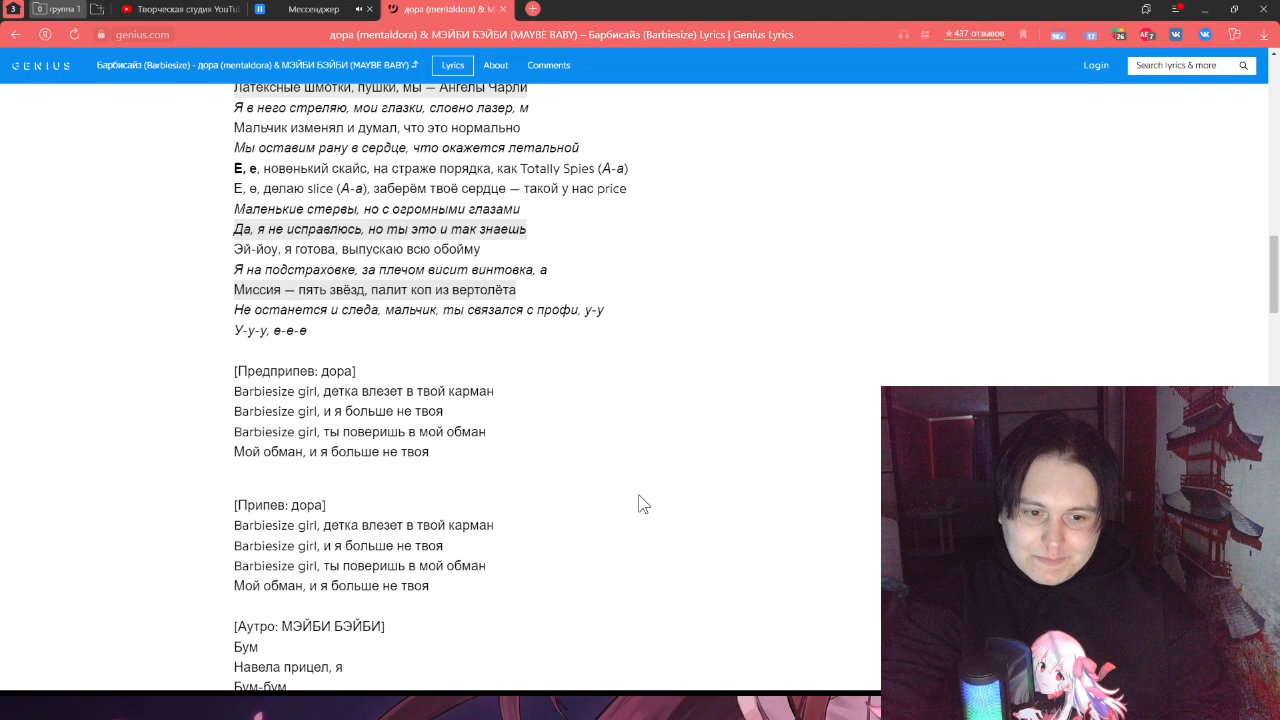 3
0 группа 1
Творческая студия YouTu
Мессенджер
дора (mentaldora) & М
genius.com
дора (mentaldora) & МЭЙБИ БЭЙБИ (MAYBE BABY) – Барбисайз (Barbiesize) Lyrics | Genius Lyrics
★ 437 отзывов
GENIUS
Барбисайз (Barbiesize) - дора (mentaldora) & МЭЙБИ БЭЙБИ (MAYBE BABY)
Lyrics
About
Comments
Login
Search lyrics & more
Латексные шмотки, пушки, мы — Ангелы Чарли
Я в него стреляю, мои глазки, словно лазер, м
Мальчик изменял и думал, что это нормально
Мы оставим рану в сердце, что окажется летальной
Е, е, новенький скайс, на страже порядка, как Totally Spies (А-а)
Е, е, делаю slice (А-а), заберём твоё сердце — такой у нас price
Маленькие стервы, но с огромными глазами
Да, я не исправлюсь, но ты это и так знаешь
Эй-йоу, я готова, выпускаю всю обойму
Я на подстраховке, за плечом висит винтовка, а
Миссия — пять звёзд, палит коп из вертолёта
Не останется и следа, мальчик, ты связался с профи, у-у
У-у-у, е-е-е
[Предприпев: дора]
Barbiesize girl, детка влезет в твой карман
Barbiesize girl, и я больше не твоя
Barbiesize girl, ты поверишь в мой обман
Мой обман, и я больше не твоя
[Припев: дора]
Barbiesize girl, детка влезет в твой карман
Barbiesize girl, и я больше не твоя
Barbiesize girl, ты поверишь в мой обман
Мой обман, и я больше не твоя
[Аутро: МЭЙБИ БЭЙБИ]
Бум
Навела прицел, я
Бум-бум